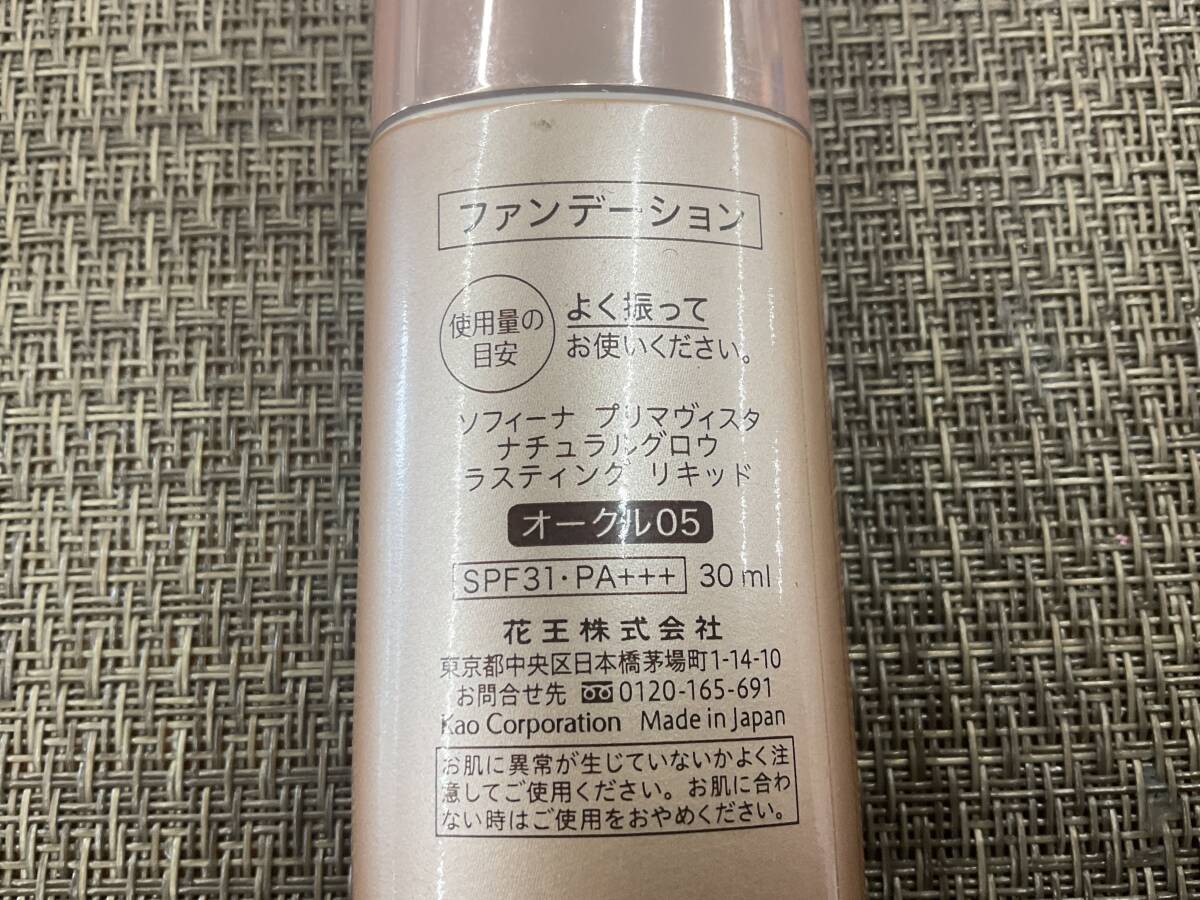 ファンデーション
使用量の
目安
よく振って
お使いください。
ソフィーナ プリマヴィスタ
ナチュラルグロウ
ラスティング リキッド
オークル05
SPF31・PA+++ 30 ml
花王株式会社
東京都中央区日本橋茅場町1-14-10
お問合せ先 0120-165-691
Kao Corporation Made in Japan
お肌に異常が生じていないかよく注
意してご使用ください。お肌に合わ
ない時はご使用をおやめください。